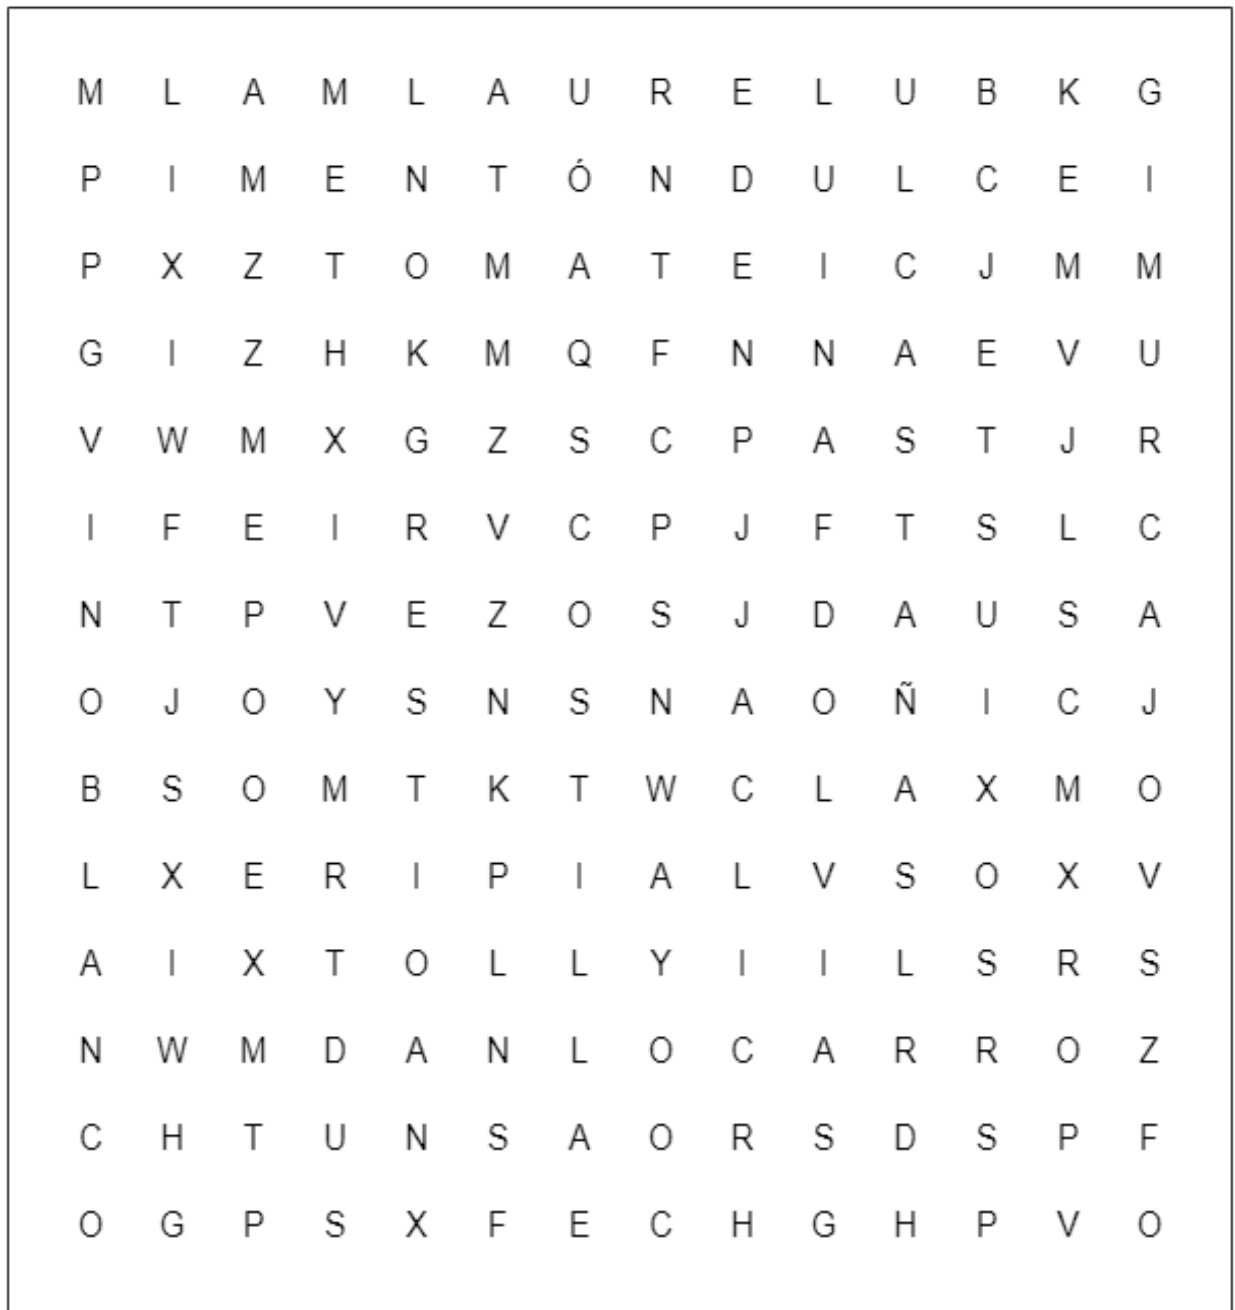 M L A M L A U R E L U B K G
P I M E N T Ó N D U L C E I
P X Z T O M A T E I C J M M
G I Z H K M Q F N N A E V U
V W M X G Z S C P A S T J R
I F E I R V C P J F T S L C
N T P V E Z O S J D A U S A
O J O Y S N S N A O Ñ I C J
B S O M T K T W C L A X M O
L X E R I P I A L V S O X V
A I X T O L L Y I I L S R S
N W M D A N L O C A R R O Z
C H T U N S A O R S D S P F
O G P S X F E C H G H P V O